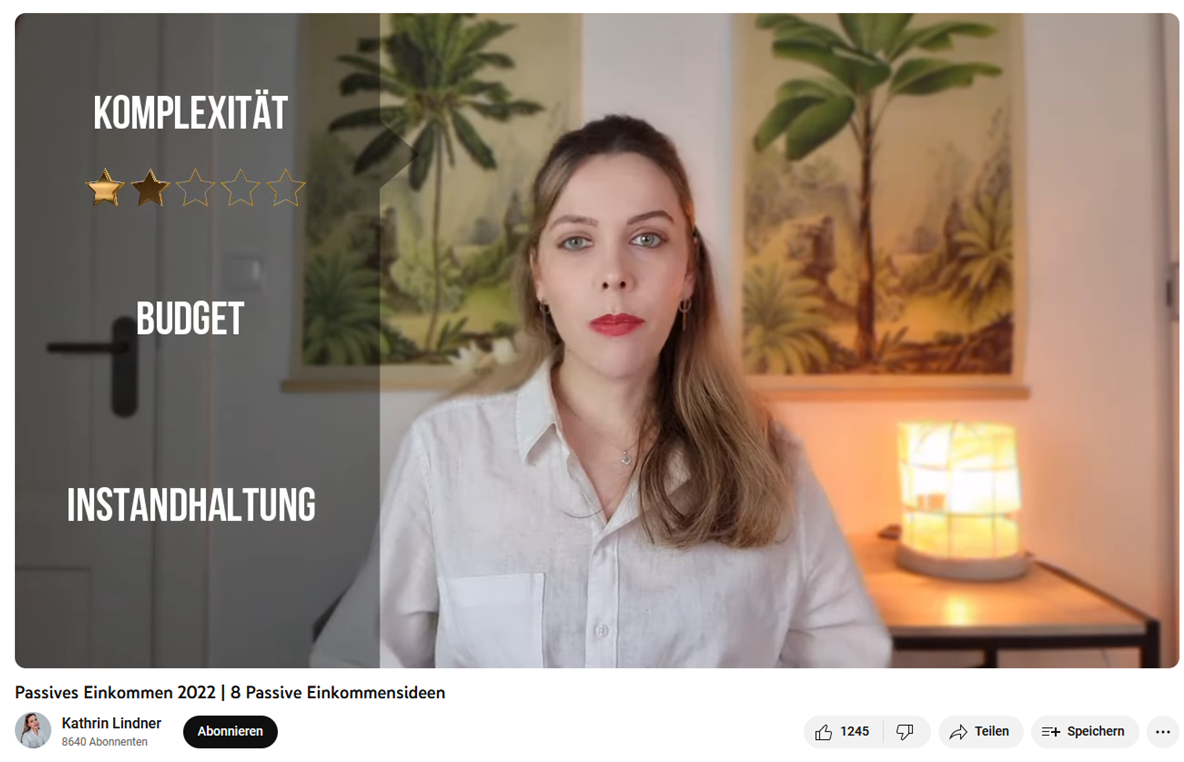 KOMPLEXITÄT
BUDGET
INSTANDHALTUNG
Passives Einkommen 2022 | 8 Passive Einkommensideen
Kathrin Lindner
8640 Abonnenten
Abonnieren
1245
Teilen
Speichern